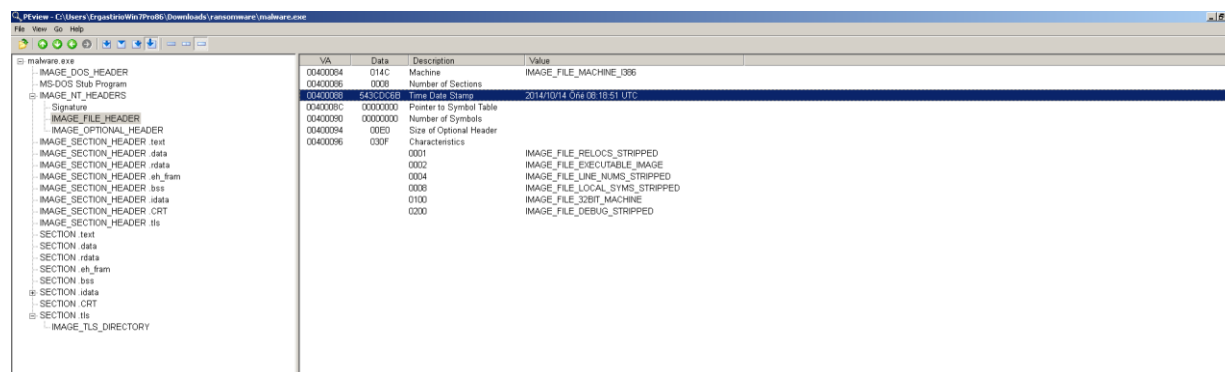 PEview - C:\Users\ErgastirioWin7Pro86\Downloads\ransomware\malware.exe
File View Go Help
malware.exe
IMAGE_DOS_HEADER
MS-DOS Stub Program
IMAGE_NT_HEADERS
Signature
IMAGE_FILE_HEADER
IMAGE_OPTIONAL_HEADER
IMAGE_SECTION_HEADER .text
IMAGE_SECTION_HEADER .data
IMAGE_SECTION_HEADER .rdata
IMAGE_SECTION_HEADER .eh_fram
IMAGE_SECTION_HEADER .bss
IMAGE_SECTION_HEADER .idata
IMAGE_SECTION_HEADER .CRT
IMAGE_SECTION_HEADER .tls
SECTION .text
SECTION .data
SECTION .rdata
SECTION .eh_fram
SECTION .bss
SECTION .idata
SECTION .CRT
SECTION .tls
IMAGE_TLS_DIRECTORY
VA Data Description Value
00400084 014C Machine IMAGE_FILE_MACHINE_I386
00400086 0008 Number of Sections
00400088 543CDC6B Time Date Stamp 2014/10/14 Ôñé 08:18:51 UTC
0040008C 00000000 Pointer to Symbol Table
00400090 00000000 Number of Symbols
00400094 00E0 Size of Optional Header
00400096 030F Characteristics
0001 IMAGE_FILE_RELOCS_STRIPPED
0002 IMAGE_FILE_EXECUTABLE_IMAGE
0004 IMAGE_FILE_LINE_NUMS_STRIPPED
0008 IMAGE_FILE_LOCAL_SYMS_STRIPPED
0100 IMAGE_FILE_32BIT_MACHINE
0200 IMAGE_FILE_DEBUG_STRIPPED